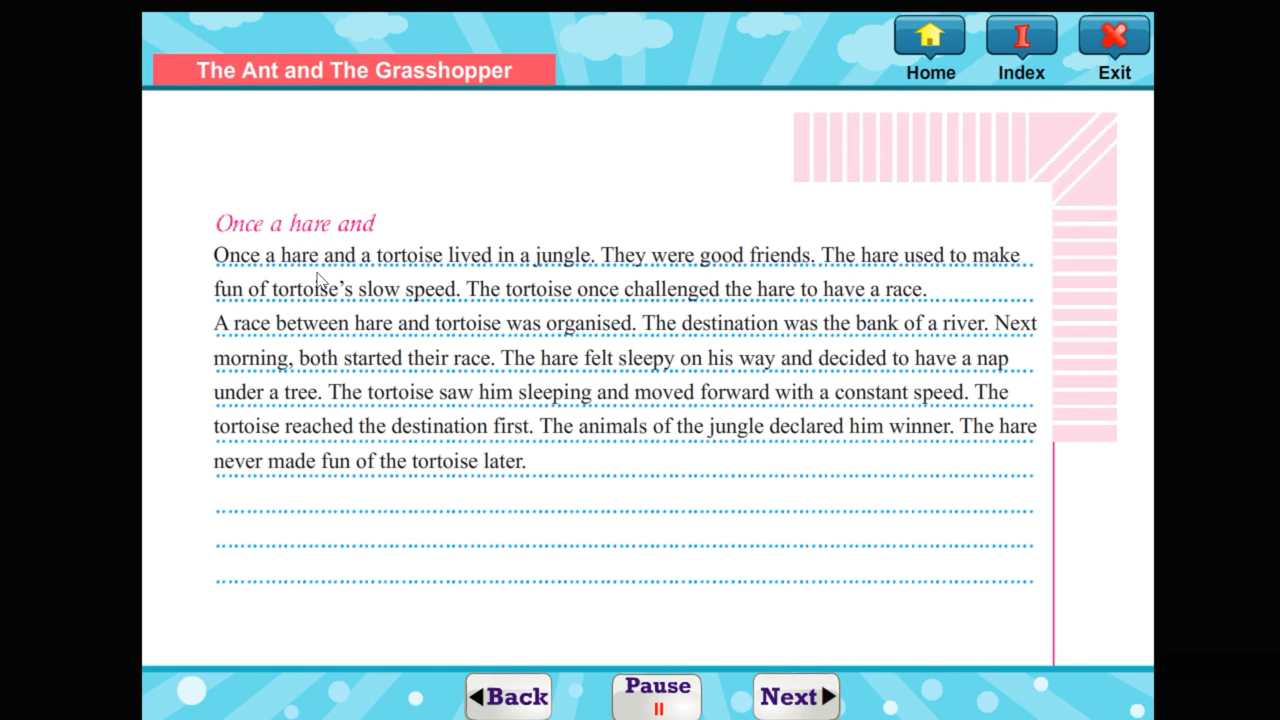 The Ant and The Grasshopper
Home
Index
Exit
Once a hare and
Once a hare and a tortoise lived in a jungle. They were good friends. The hare used to make
fun of tortoise’s slow speed. The tortoise once challenged the hare to have a race.
A race between hare and tortoise was organised. The destination was the bank of a river. Next
morning, both started their race. The hare felt sleepy on his way and decided to have a nap
under a tree. The tortoise saw him sleeping and moved forward with a constant speed. The
tortoise reached the destination first. The animals of the jungle declared him winner. The hare
never made fun of the tortoise later.
Back
Pause
Next